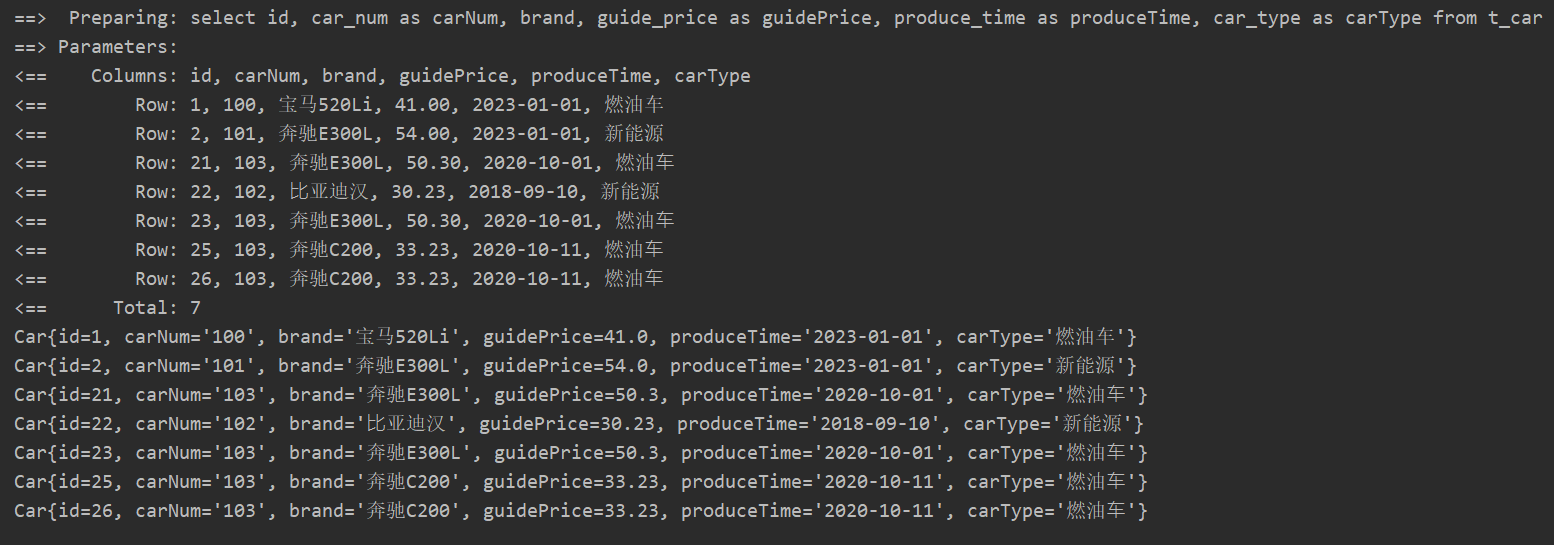 ==>  Preparing: select id, car_num as carNum, brand, guide_price as guidePrice, produce_time as produceTime, car_type as carType from t_car
==> Parameters:
<==    Columns: id, carNum, brand, guidePrice, produceTime, carType
<==        Row: 1, 100, 宝马520Li, 41.00, 2023-01-01, 燃油车
<==        Row: 2, 101, 奔驰E300L, 54.00, 2023-01-01, 新能源
<==        Row: 21, 103, 奔驰E300L, 50.30, 2020-10-01, 燃油车
<==        Row: 22, 102, 比亚迪汉, 30.23, 2018-09-10, 新能源
<==        Row: 23, 103, 奔驰E300L, 50.30, 2020-10-01, 燃油车
<==        Row: 25, 103, 奔驰C200, 33.23, 2020-10-11, 燃油车
<==        Row: 26, 103, 奔驰C200, 33.23, 2020-10-11, 燃油车
<==      Total: 7
Car{id=1, carNum='100', brand='宝马520Li', guidePrice=41.0, produceTime='2023-01-01', carType='燃油车'}
Car{id=2, carNum='101', brand='奔驰E300L', guidePrice=54.0, produceTime='2023-01-01', carType='新能源'}
Car{id=21, carNum='103', brand='奔驰E300L', guidePrice=50.3, produceTime='2020-10-01', carType='燃油车'}
Car{id=22, carNum='102', brand='比亚迪汉', guidePrice=30.23, produceTime='2018-09-10', carType='新能源'}
Car{id=23, carNum='103', brand='奔驰E300L', guidePrice=50.3, produceTime='2020-10-01', carType='燃油车'}
Car{id=25, carNum='103', brand='奔驰C200', guidePrice=33.23, produceTime='2020-10-11', carType='燃油车'}
Car{id=26, carNum='103', brand='奔驰C200', guidePrice=33.23, produceTime='2020-10-11', carType='燃油车'}